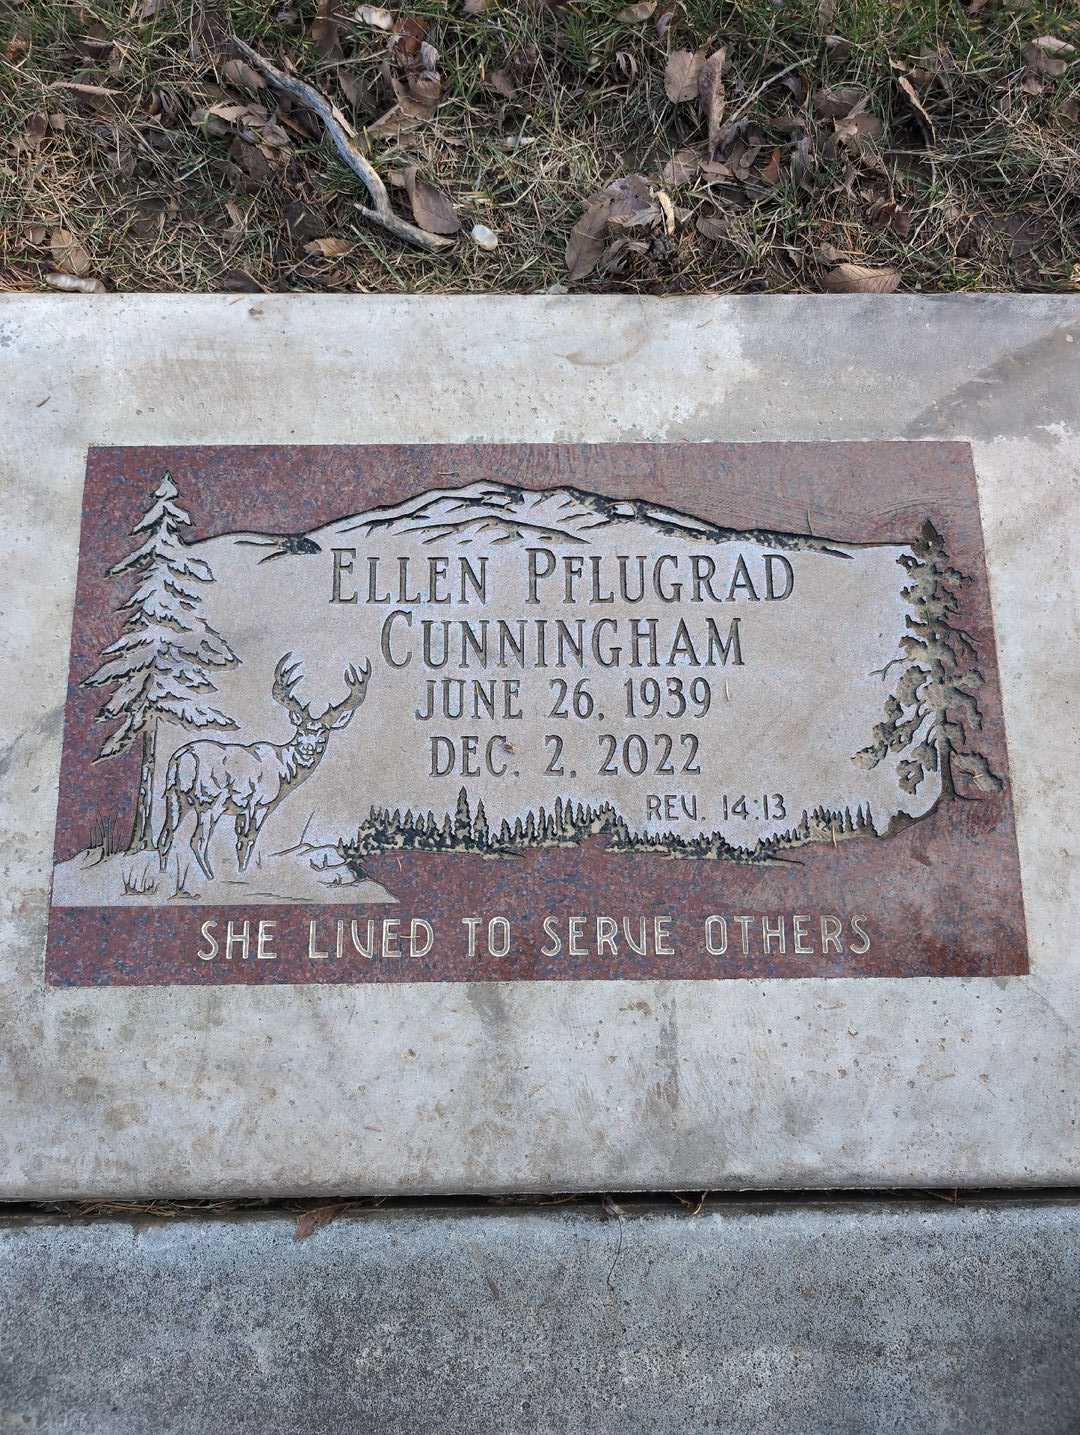 ELLEN PFLUGRAD
CUNNINGHAM
JUNE 26, 1939
DEC. 2, 2022
REV. 14:13
SHE LIVED TO SERVE OTHERS